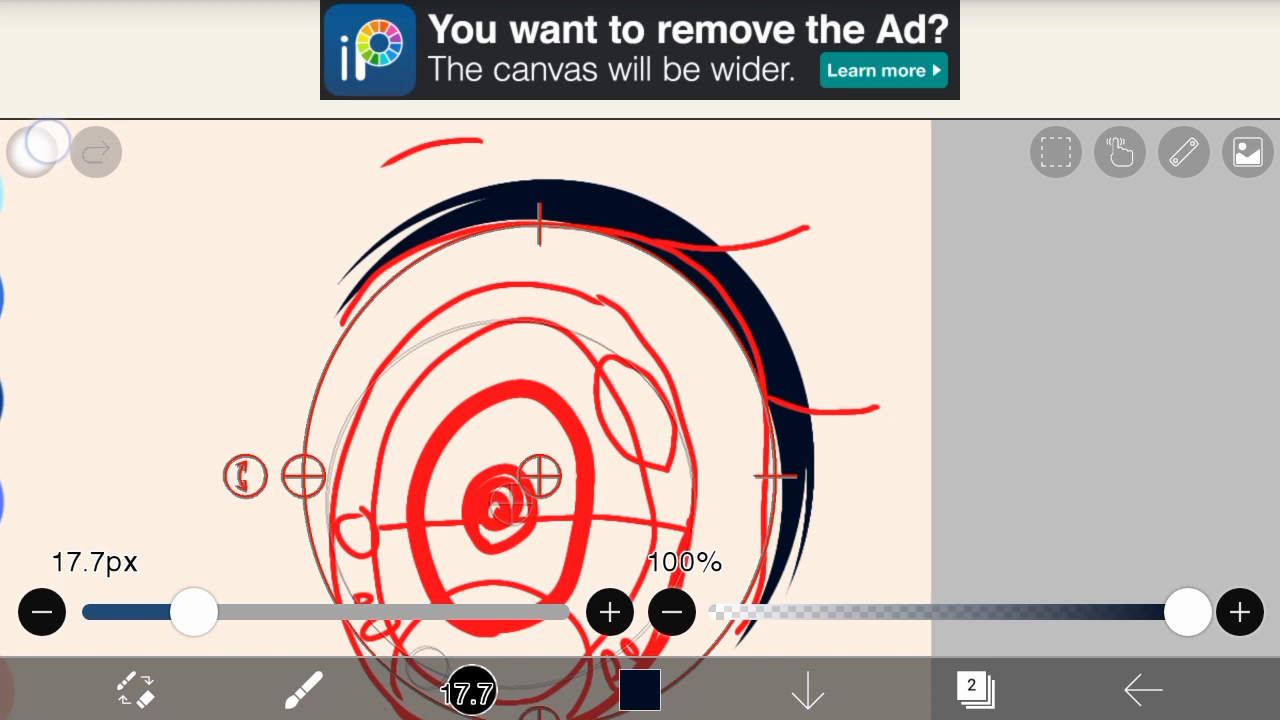 iP
You want to remove the Ad?
The canvas will be wider.
Learn more
17.7px
100%
17.7
2